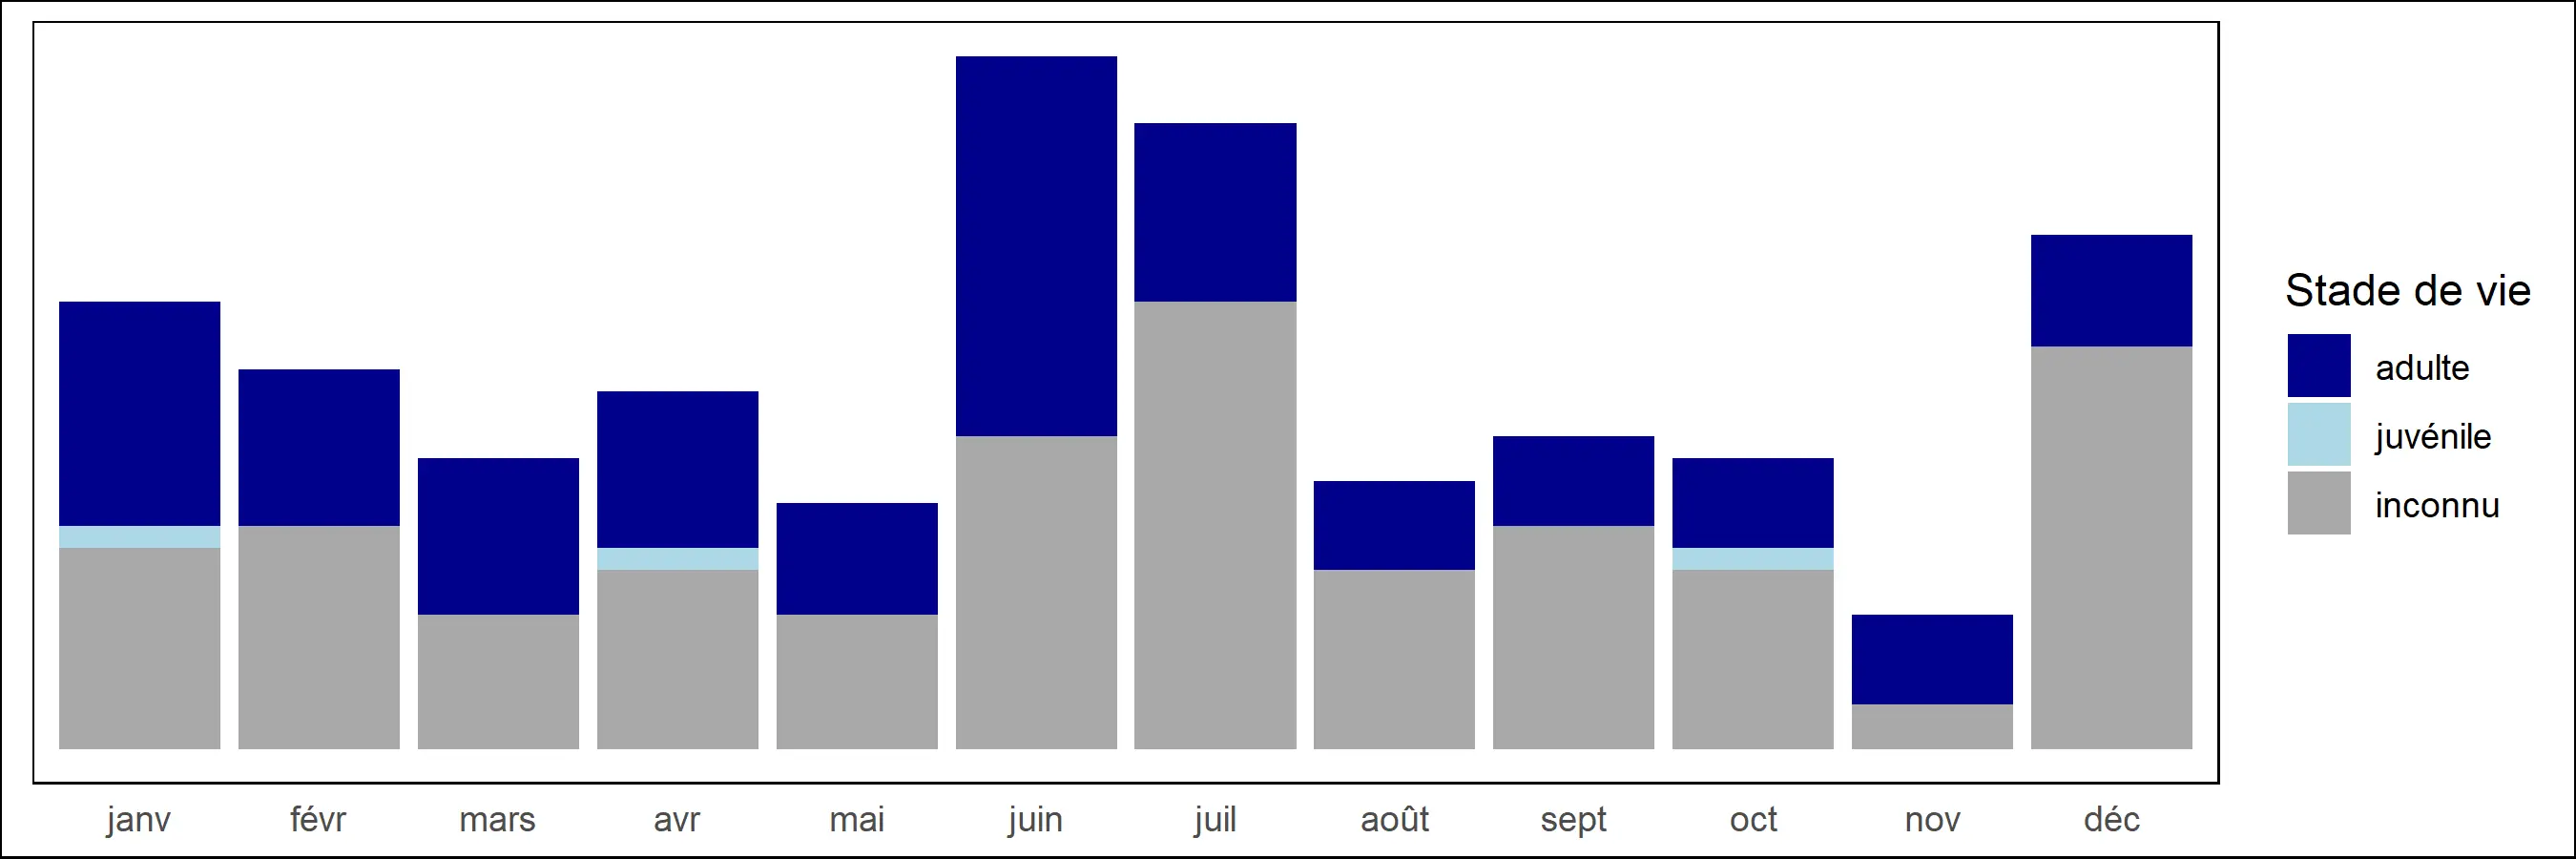 Stade de vie
adulte
juvénile
inconnu
janv févr mars avr mai juin juil août sept oct nov déc